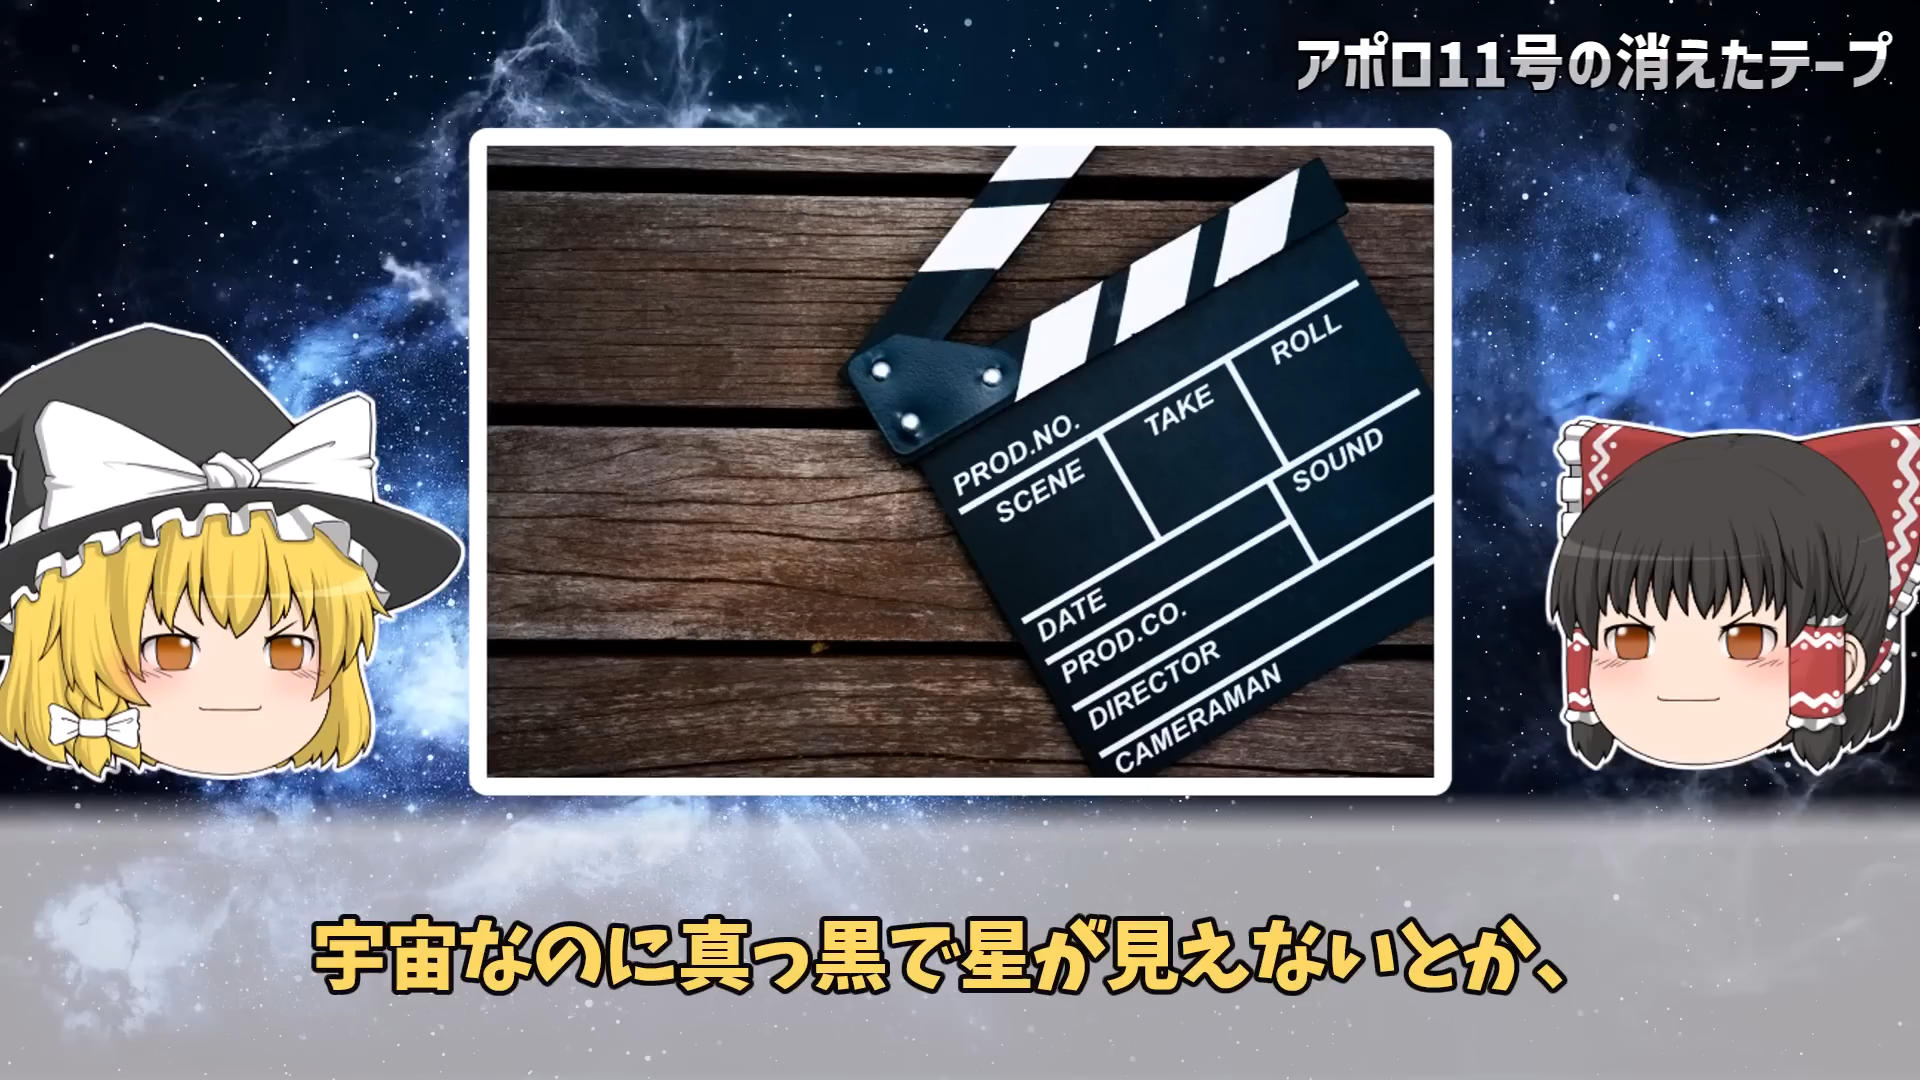 アポロ11号の消えたテープ
PROD.NO.
SCENE
TAKE
ROLL
SOUND
DATE
PROD.CO.
DIRECTOR
CAMERAMAN
宇宙なのに真っ黒で星が見えないとか、